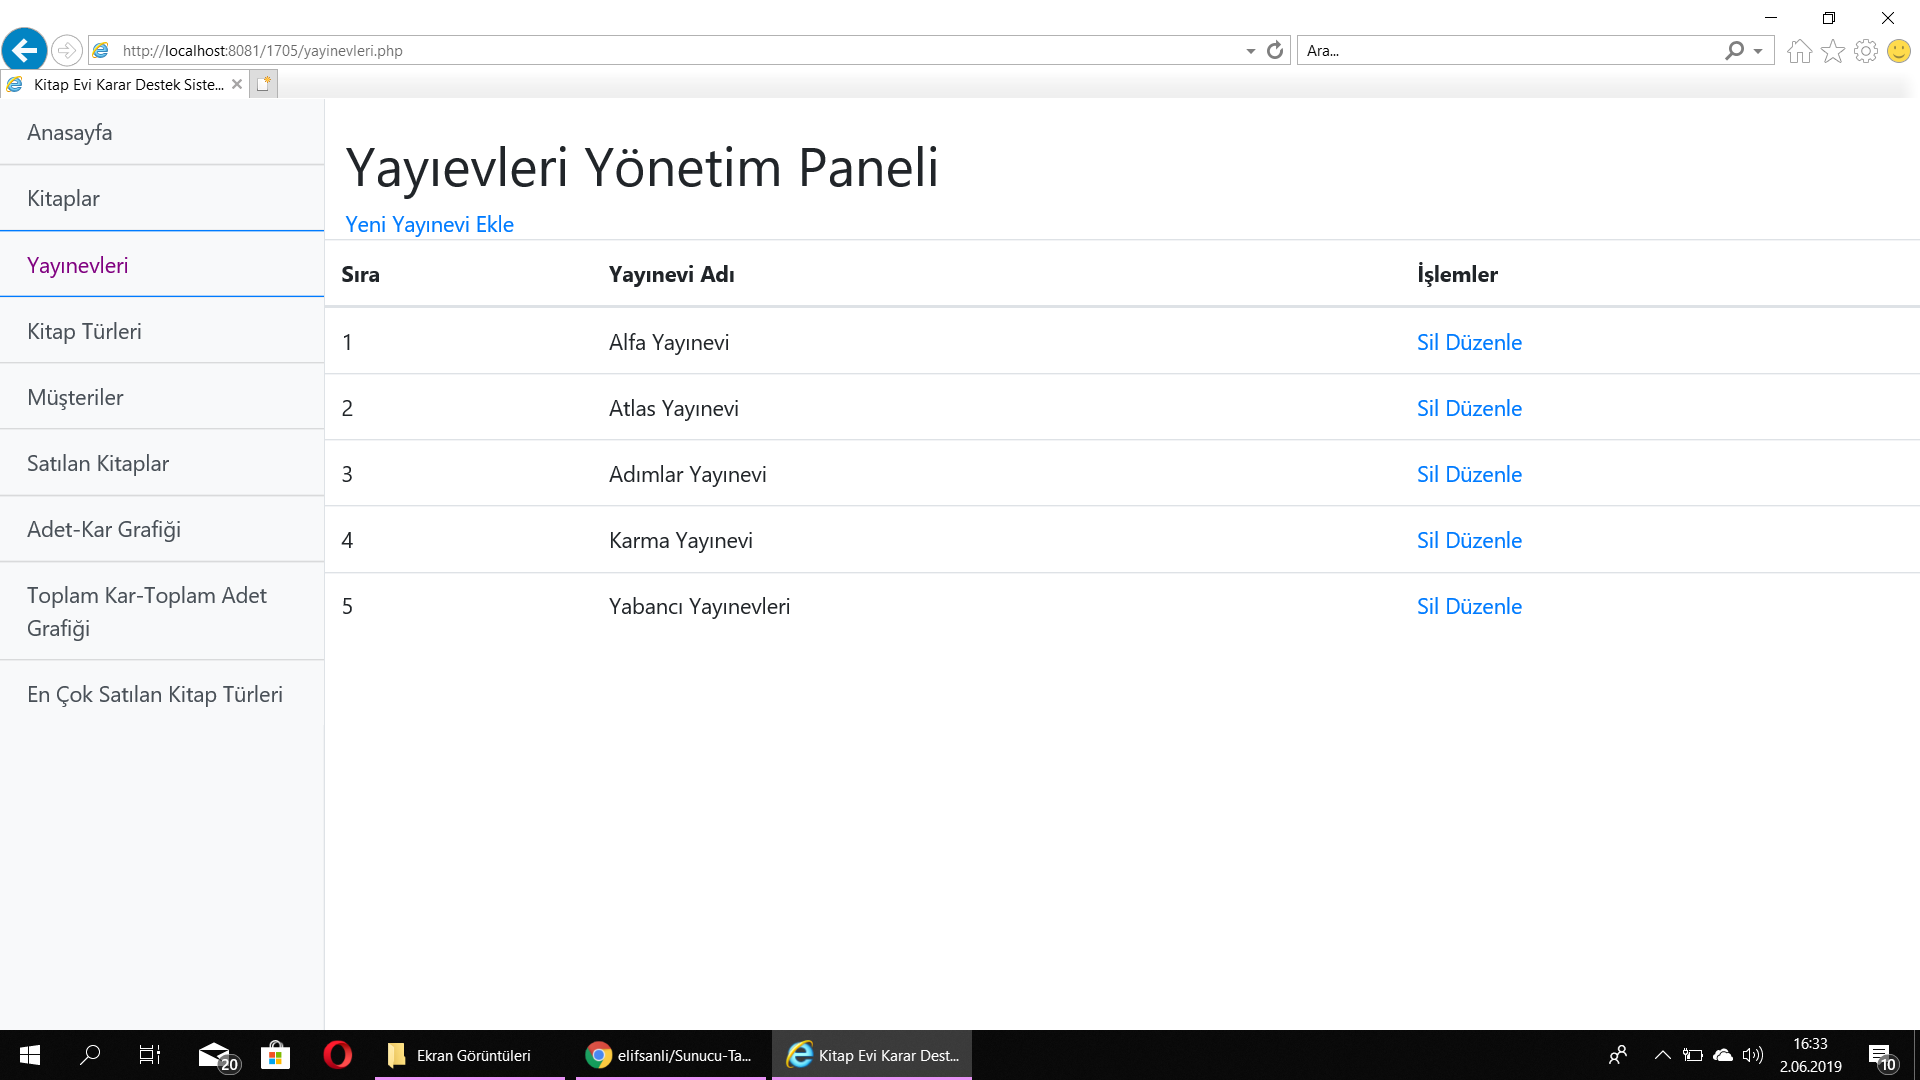 http://localhost:8081/1705/yayinevleri.php
Ara...
Kitap Evi Karar Destek Siste...
Anasayfa
Kitaplar
Yayınevleri
Kitap Türleri
Müşteriler
Satılan Kitaplar
Adet-Kar Grafiği
Toplam Kar-Toplam Adet
Grafiği
En Çok Satılan Kitap Türleri
Yayıevleri Yönetim Paneli
Yeni Yayınevi Ekle
Sıra Yayınevi Adı İşlemler
1 Alfa Yayınevi Sil Düzenle
2 Atlas Yayınevi Sil Düzenle
3 Adımlar Yayınevi Sil Düzenle
4 Karma Yayınevi Sil Düzenle
5 Yabancı Yayınevleri Sil Düzenle
20
Ekran Görüntüleri
elifsanli/Sunucu-Ta...
Kitap Evi Karar Dest...
16:33
2.06.2019
10